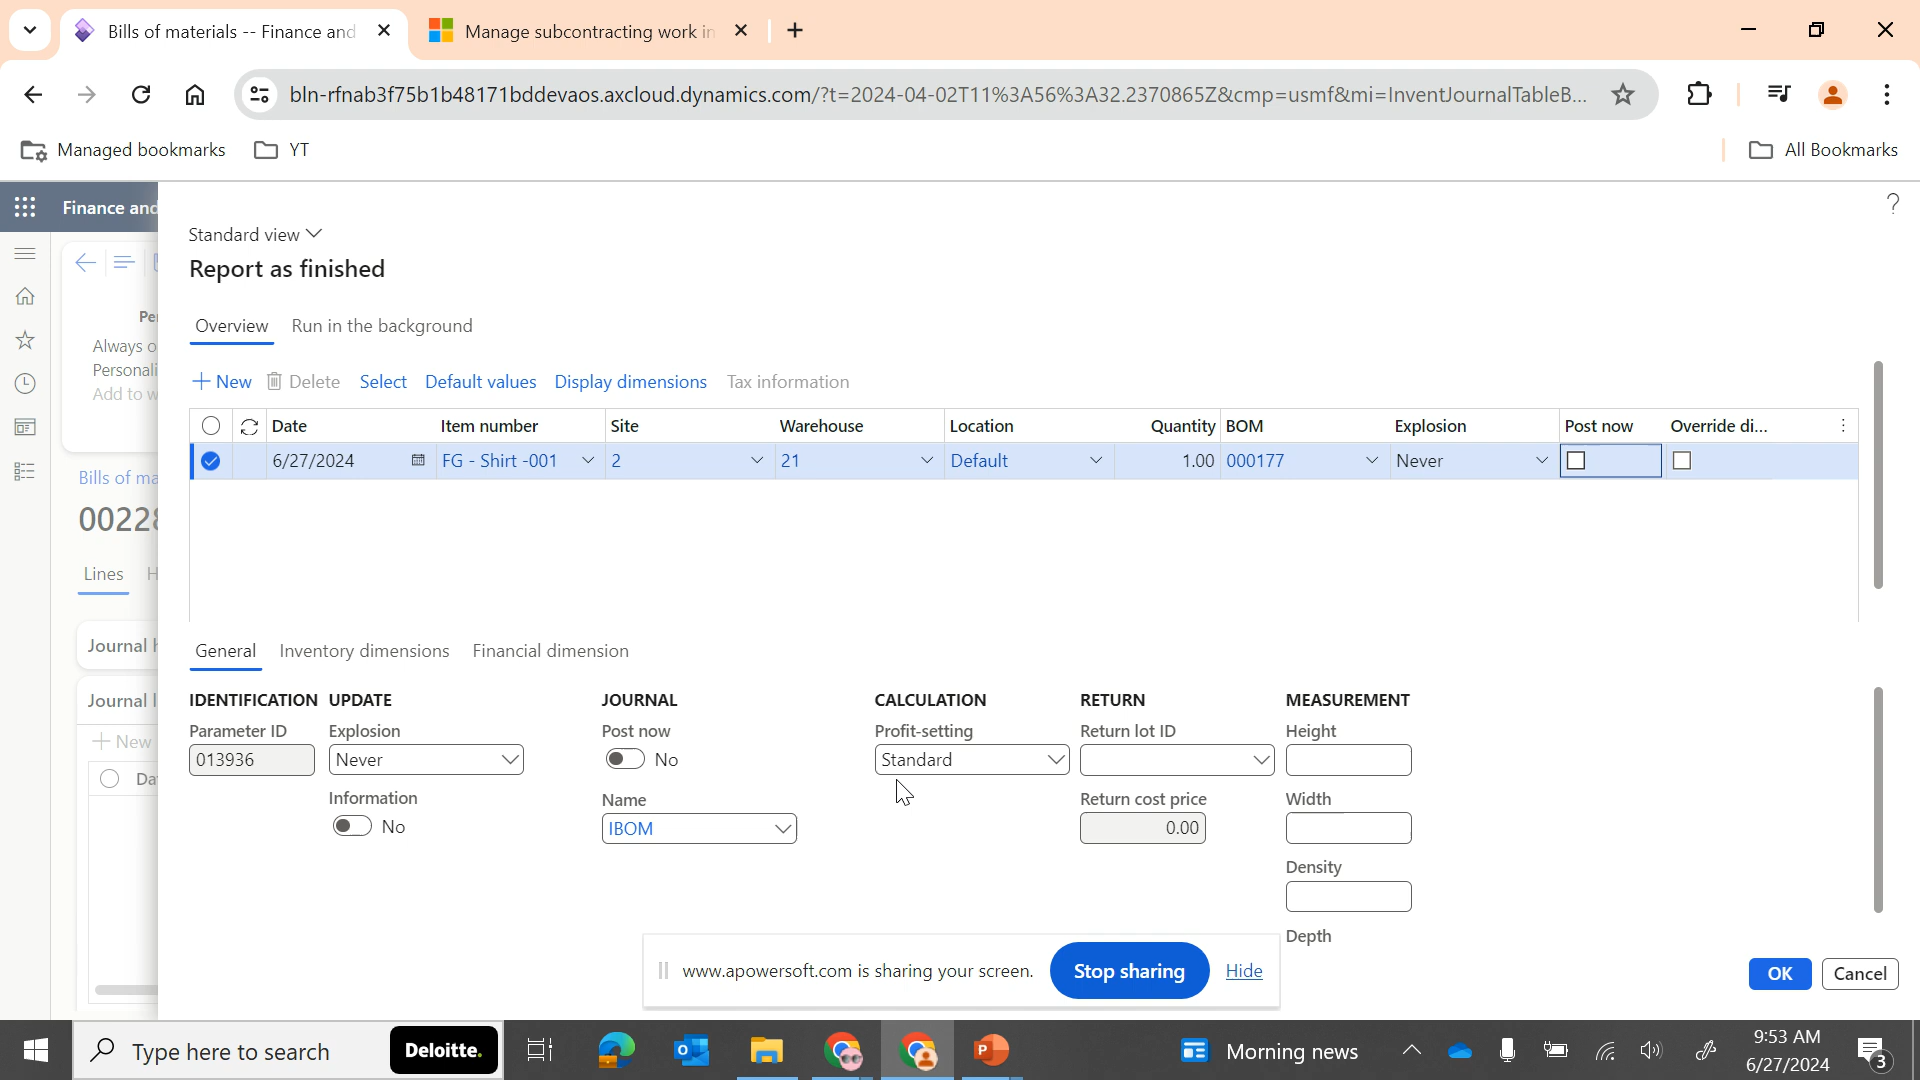 Bills of materials -- Finance and
Manage subcontracting work in
bln-rfnab3f75b1b48171bddevaos.axcloud.dynamics.com/?t=2024-04-02T11%3A56%3A32.2370865Z&cmp=usmf&mi=InventJournalTableB...
Managed bookmarks YT All Bookmarks
Finance and
?
Standard view
Report as finished
Overview Run in the background
New Delete Select Default values Display dimensions Tax information
Date Item number Site Warehouse Location Quantity BOM Explosion Post now Override di...
6/27/2024 FG - Shirt -001 2 21 Default 1.00 000177 Never
Pe
Always o
Personali
Add to w
Bills of ma
00228
Lines H
Journal h
Journal l
New
Da
General Inventory dimensions Financial dimension
IDENTIFICATION UPDATE JOURNAL CALCULATION RETURN MEASUREMENT
Parameter ID Explosion Post now Profit-setting Return lot ID Height
013936 Never No Standard
Information Name Return cost price Width
No IBOM 0.00
Density
Depth
www.apowersoft.com is sharing your screen. Stop sharing Hide
OK Cancel
Type here to search Deloitte. Morning news 9:53 AM
6/27/2024 3